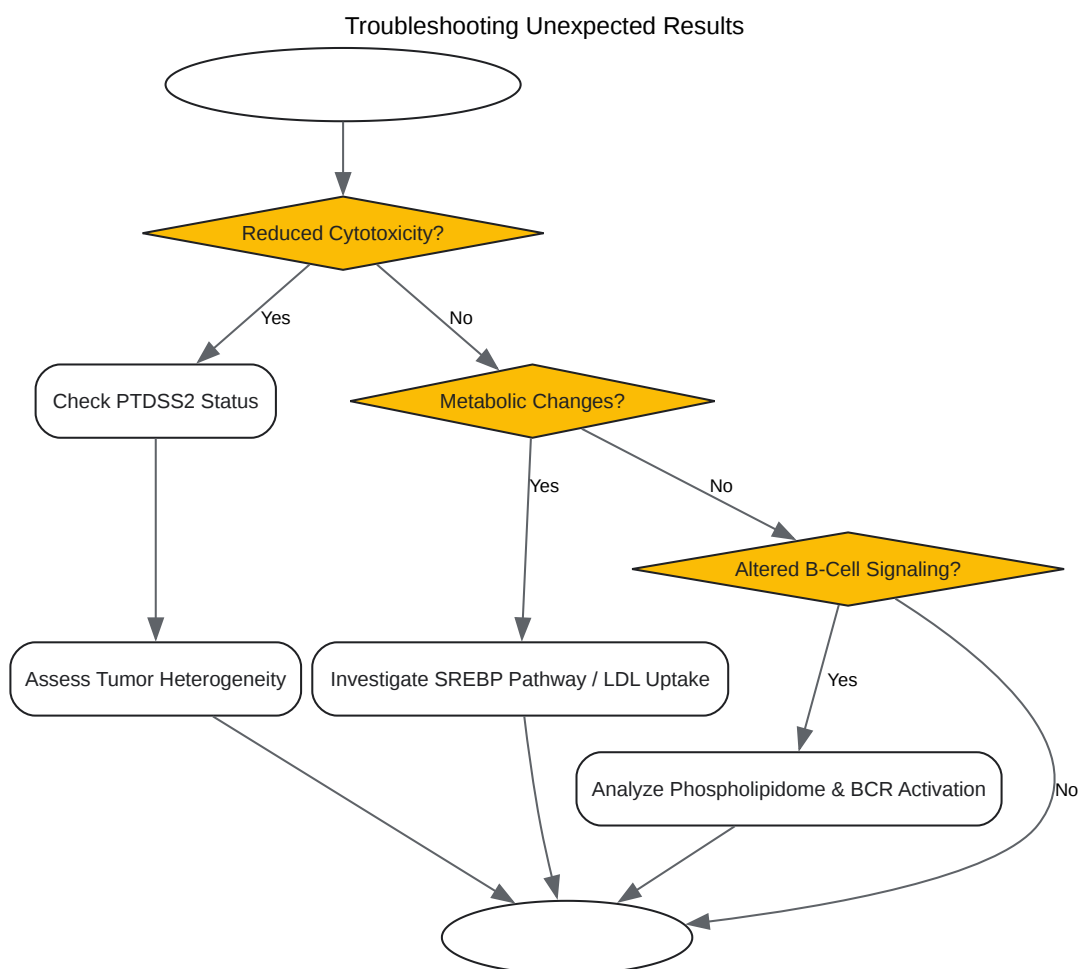 Troubleshooting Unexpected Results
Reduced Cytotoxicity?
Yes
No
Check PTDSS2 Status
Metabolic Changes?
Yes
No
Altered B-Cell Signaling?
Assess Tumor Heterogeneity
Investigate SREBP Pathway / LDL Uptake
Yes
Analyze Phospholipidome & BCR Activation
No